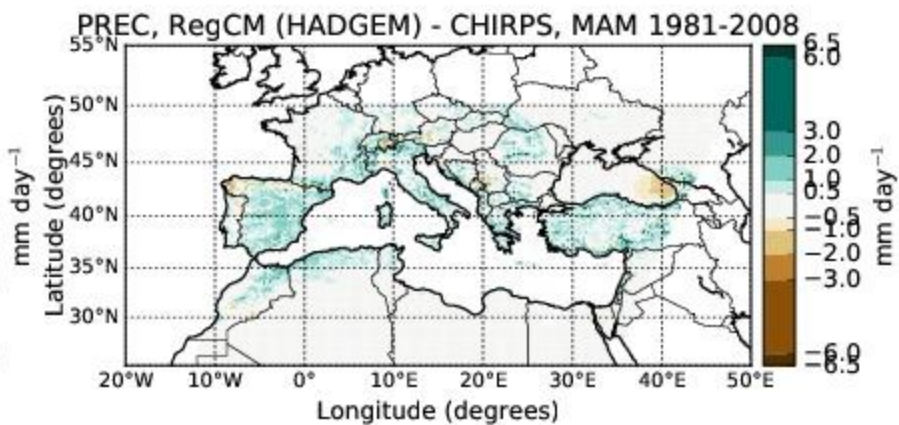 PREC, RegCM (HADGEM) - CHIRPS, MAM 1981-2008
55°N
50°N
45°N
40°N
35°N
30°N
20°W 10°W 0° 10°E 20°E 30°E 40°E 50°E
Longitude (degrees)
Latitude (degrees)
mm day⁻¹
6.5
6.0
3.0
2.0
1.0
0.5
−0.5
−1.0
−2.0
−3.0
−6.0
−6.5
mm day⁻¹